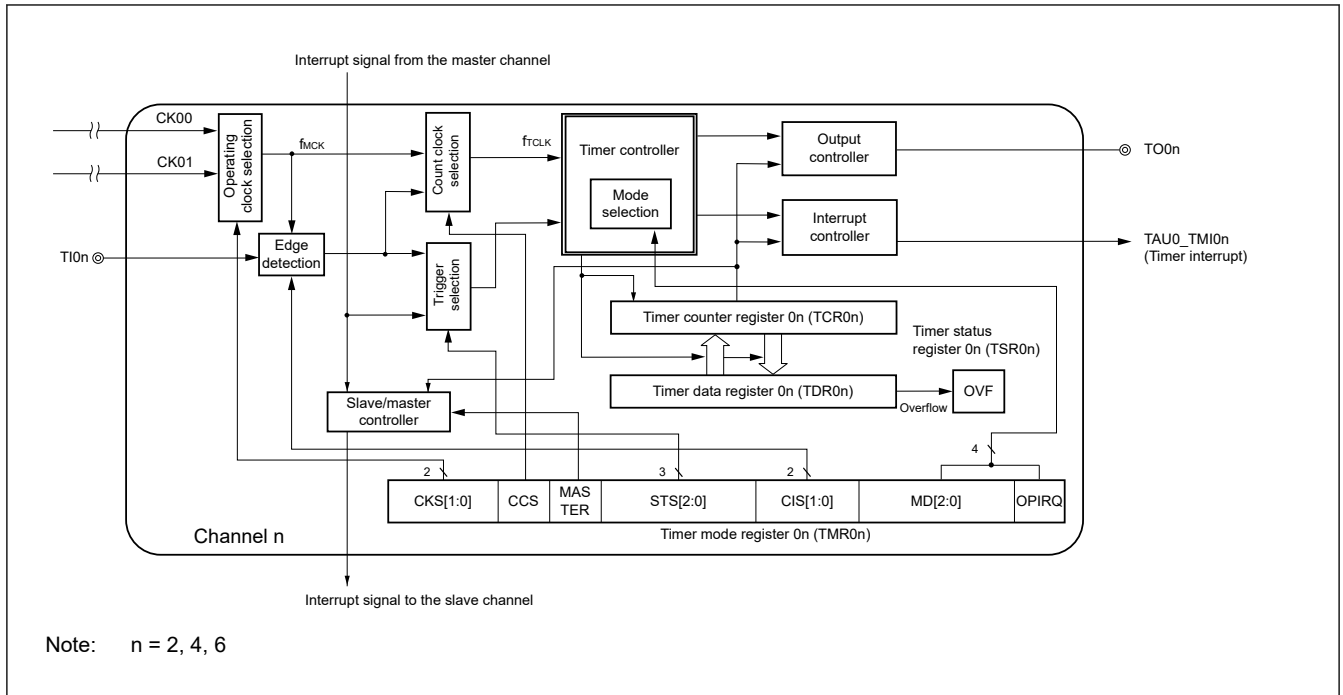 Interrupt signal from the master channel
CK00
CK01
Operating
clock selection
fMCK
Count clock
selection
fTCLK
Timer controller
Mode
selection
Output
controller
TO0n
Interrupt
controller
TAU0_TMI0n
(Timer interrupt)
TI0n
Edge
detection
Trigger
selection
Timer counter register 0n (TCR0n)
Timer status
register 0n (TSR0n)
Timer data register 0n (TDR0n)
Overflow
OVF
Slave/master
controller
2
3
2
4
CKS[1:0]
CCS
MAS
TER
STS[2:0]
CIS[1:0]
MD[2:0]
OPIRQ
Timer mode register 0n (TMR0n)
Channel n
Interrupt signal to the slave channel
Note: n = 2, 4, 6